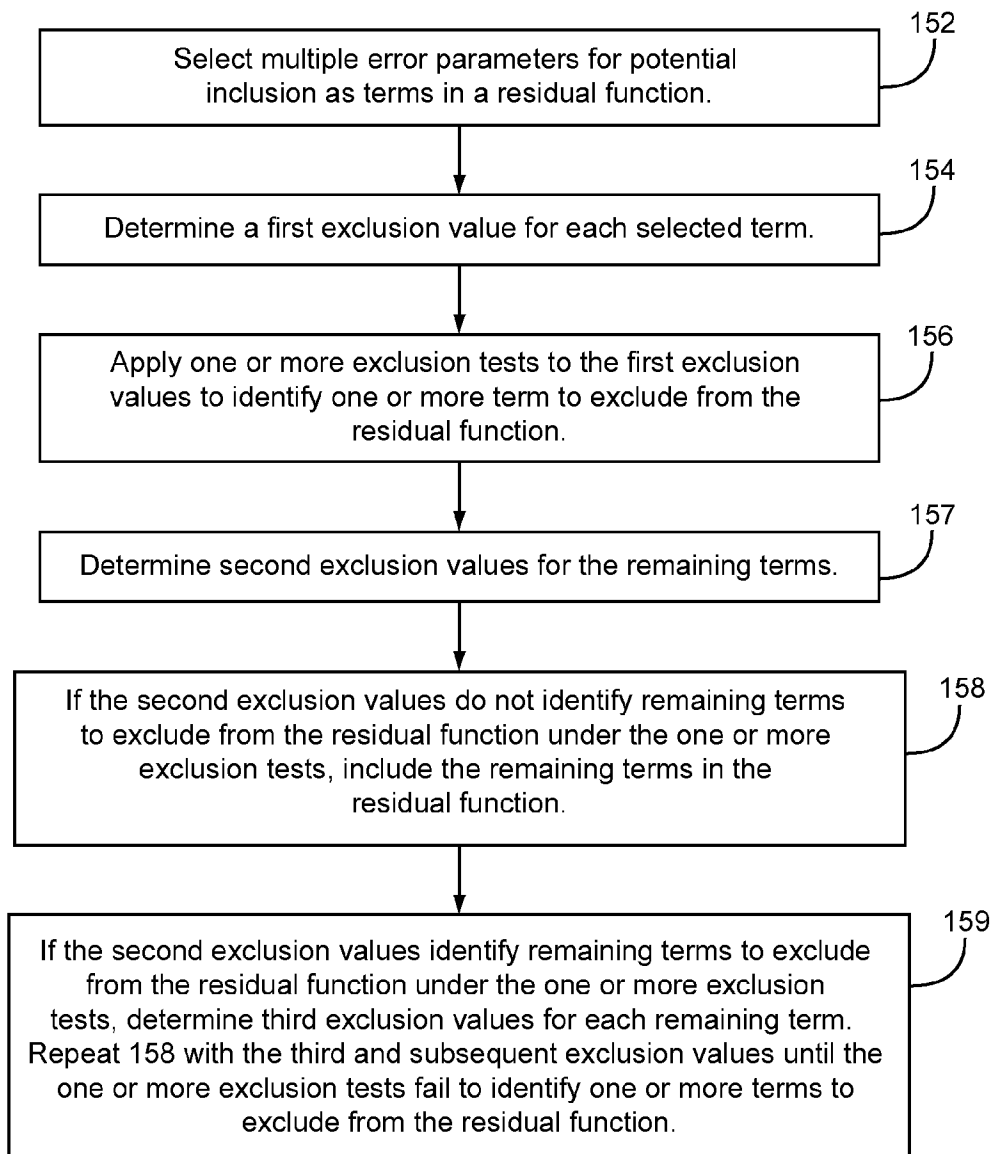 152
Select multiple error parameters for potential
inclusion as terms in a residual function.
154
Determine a first exclusion value for each selected term.
156
Apply one or more exclusion tests to the first exclusion
values to identify one or more term to exclude from the
residual function.
157
Determine second exclusion values for the remaining terms.
158
If the second exclusion values do not identify remaining terms
to exclude from the residual function under the one or more
exclusion tests, include the remaining terms in the
residual function.
159
If the second exclusion values identify remaining terms to exclude
from the residual function under the one or more exclusion
tests, determine third exclusion values for each remaining term.
Repeat 158 with the third and subsequent exclusion values until the
one or more exclusion tests fail to identify one or more terms to
exclude from the residual function.